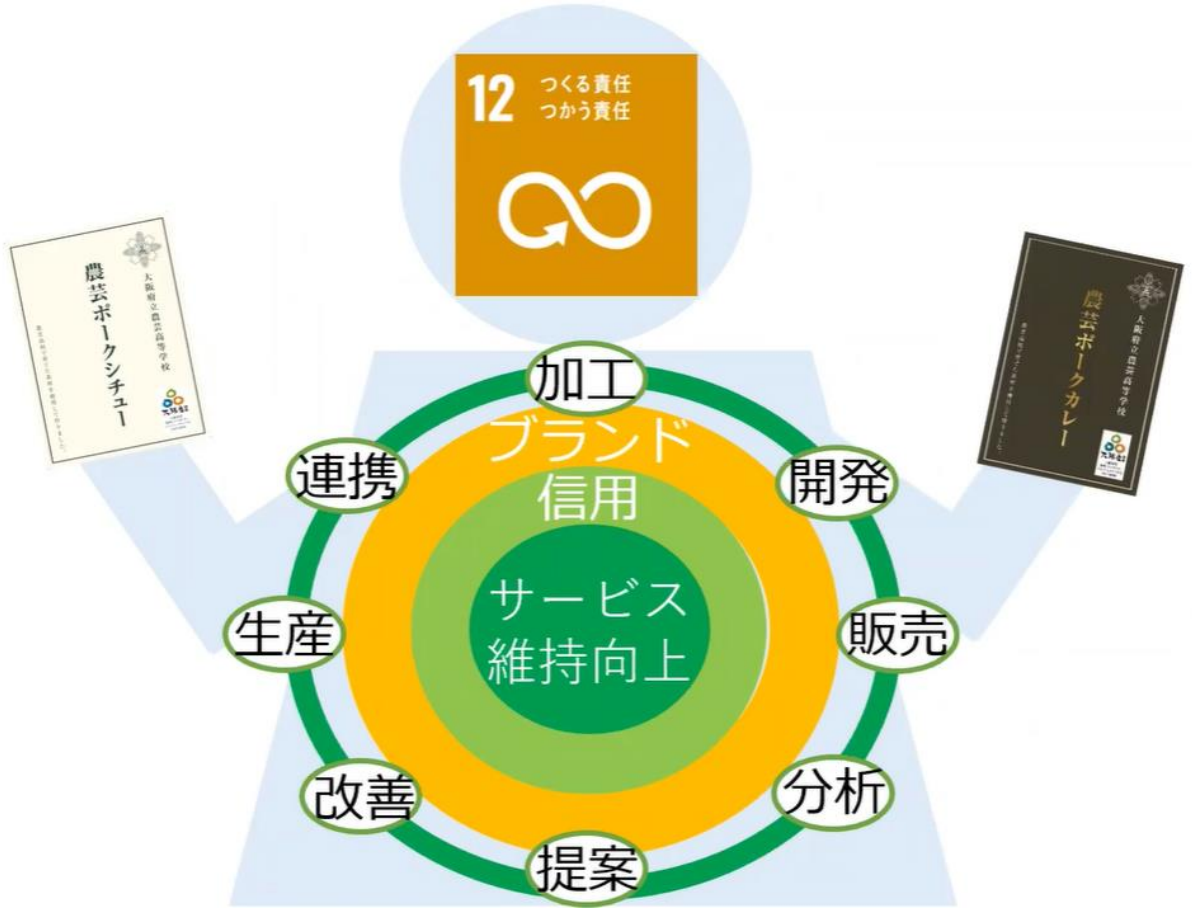 12 つくる責任
つかう責任
大阪府立農芸高等学校
農芸ポークシチュー
大阪府立農芸高等学校
農芸ポークカレー
加工
ブランド
信用
連携
開発
サービス
維持向上
生産
販売
改善
分析
提案